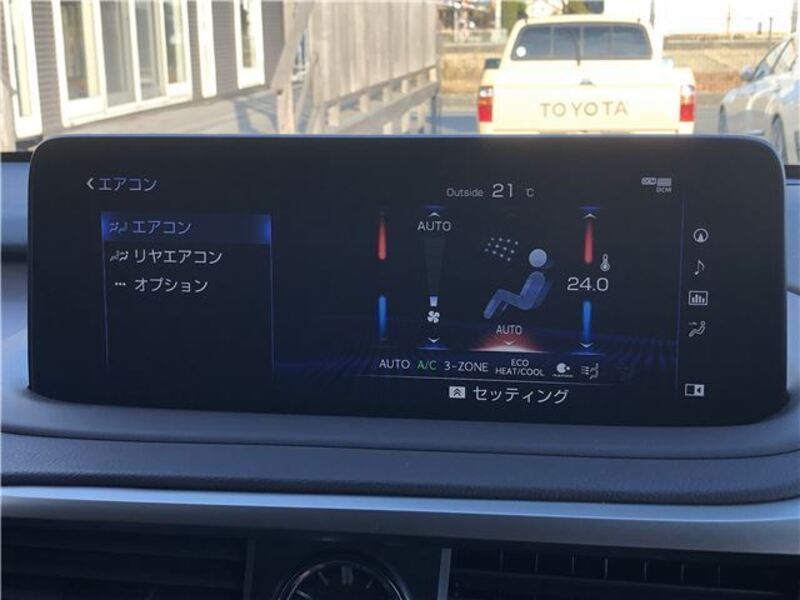 TOYOTA
エアコン
Outside 21 ℃
DCM
エアコン
リヤエアコン
オプション
AUTO
24.0
AUTO
AUTO A/C 3-ZONE ECO HEAT/COOL
セッティング